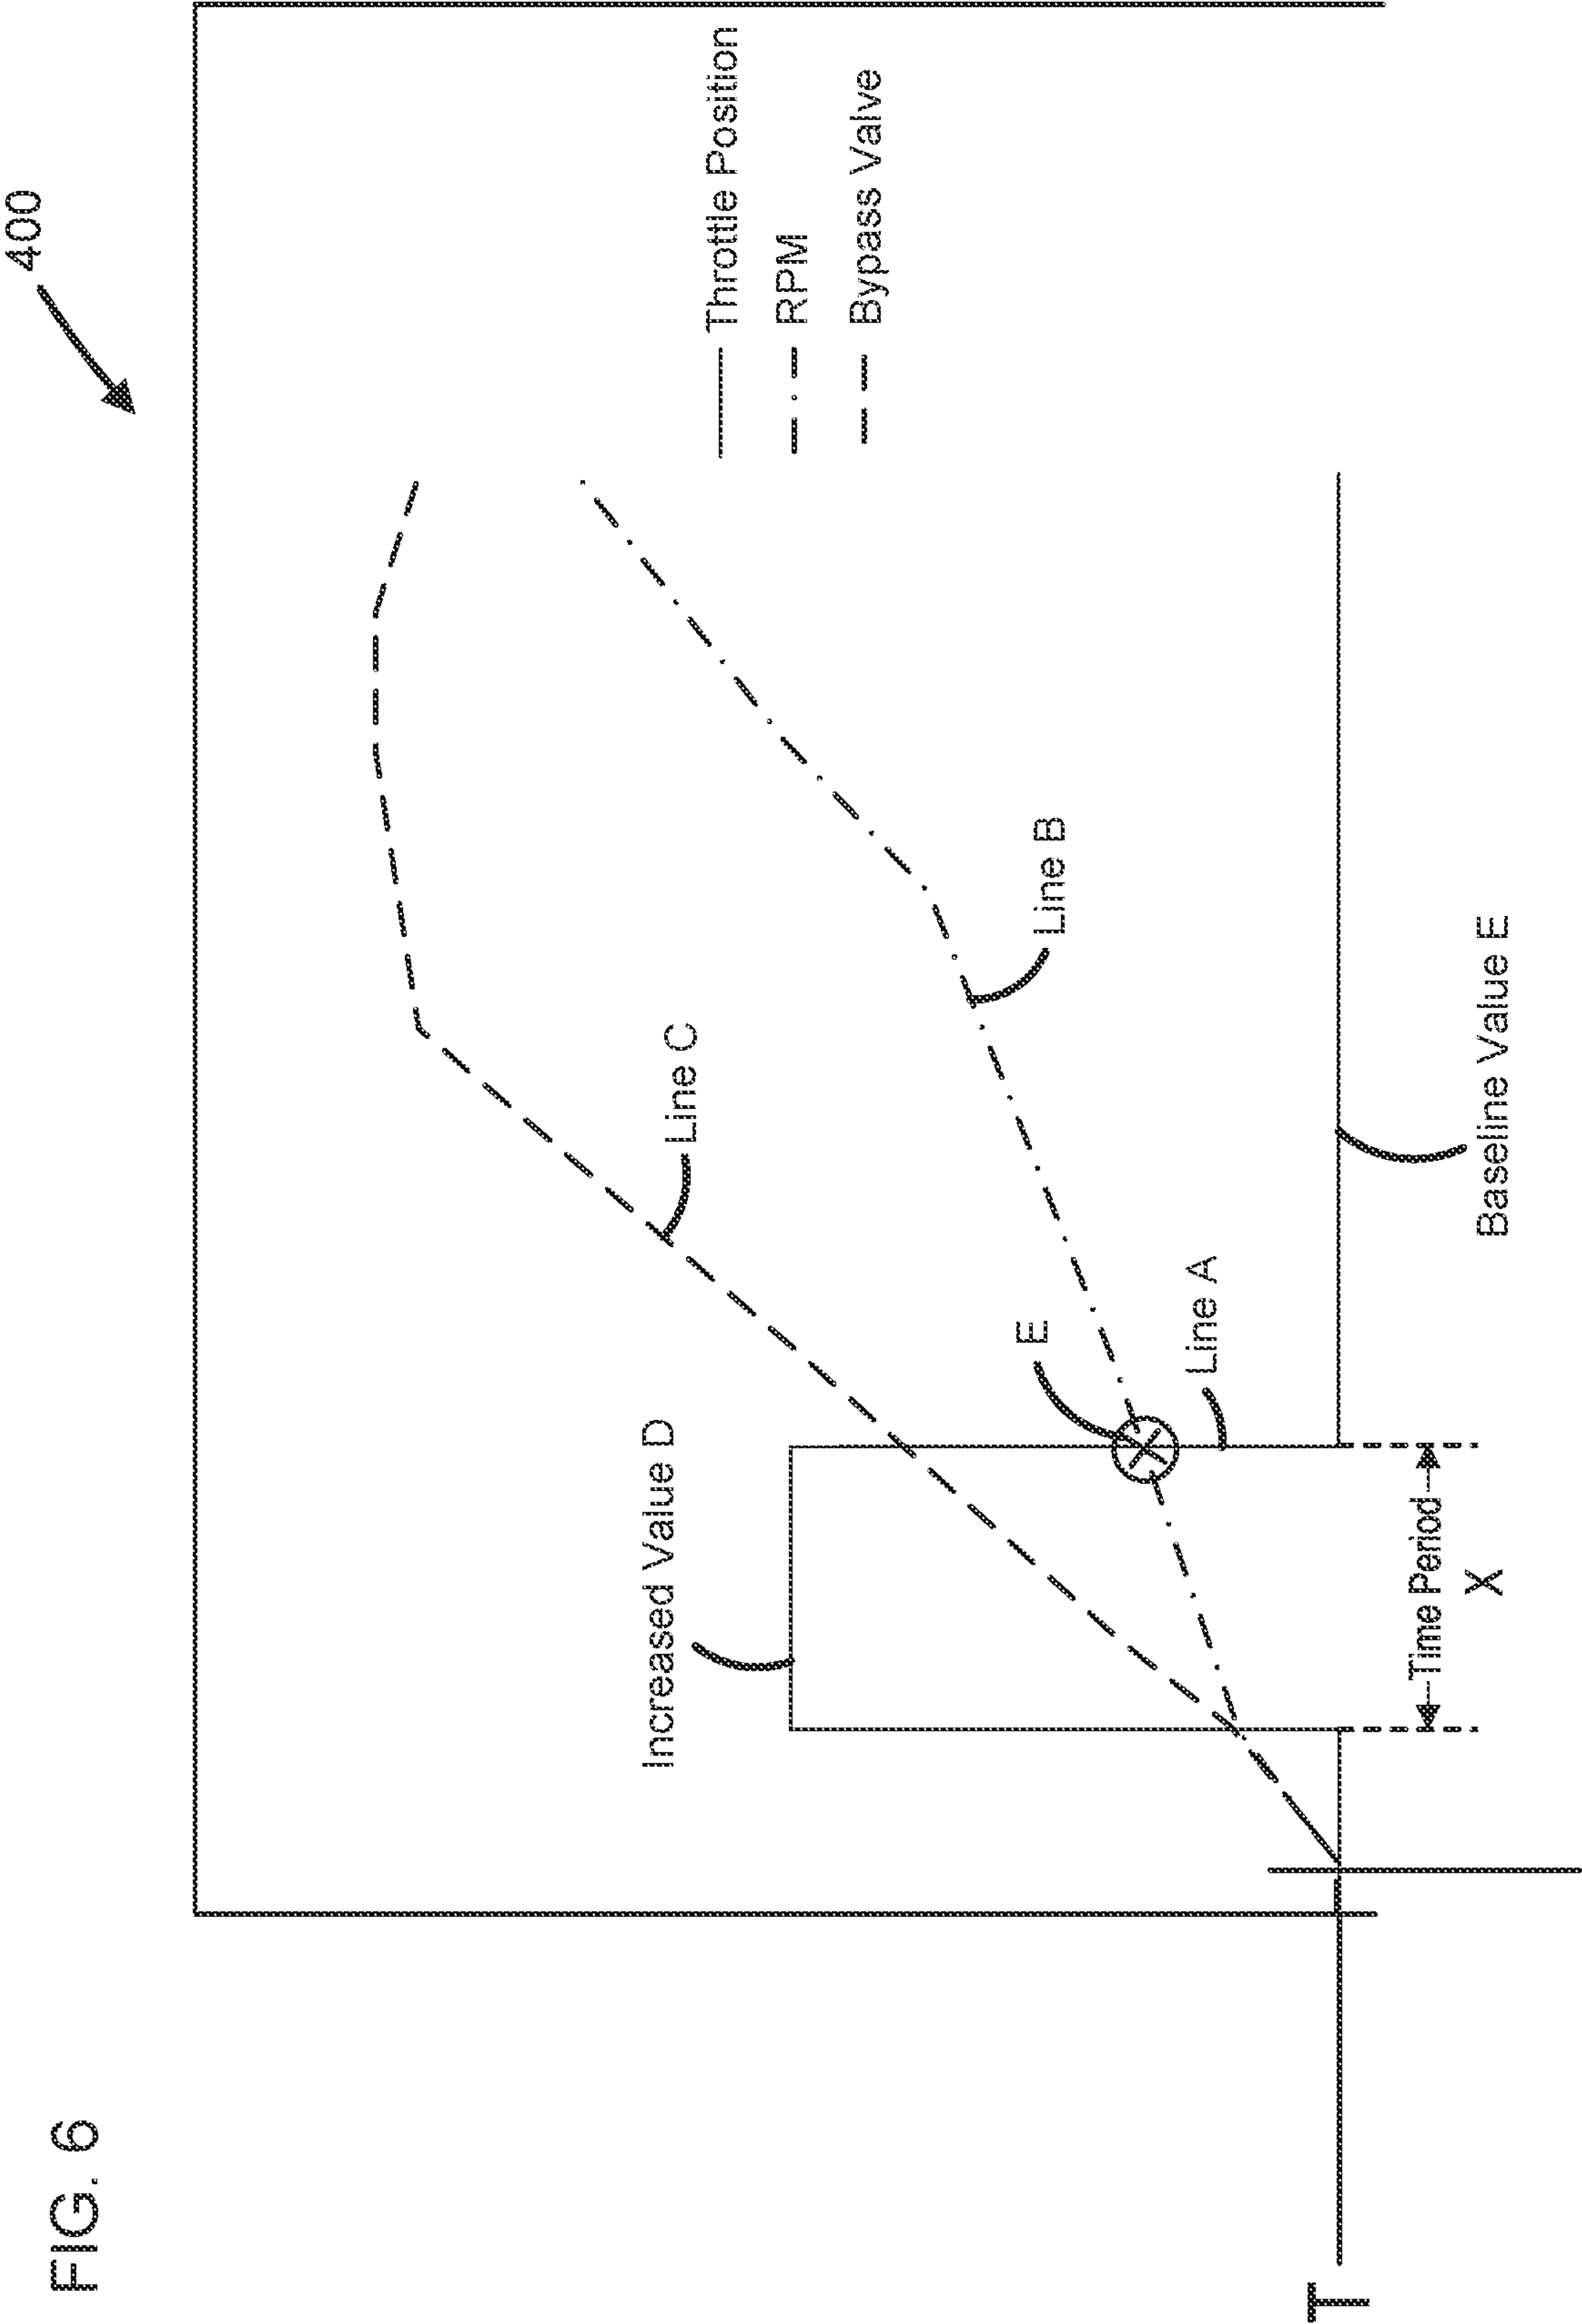 FIG. 6
400
Throttle Position
RPM
Bypass Valve
Line C
Line B
Increased Value D
E
Line A
Time Period
X
Baseline Value E
T